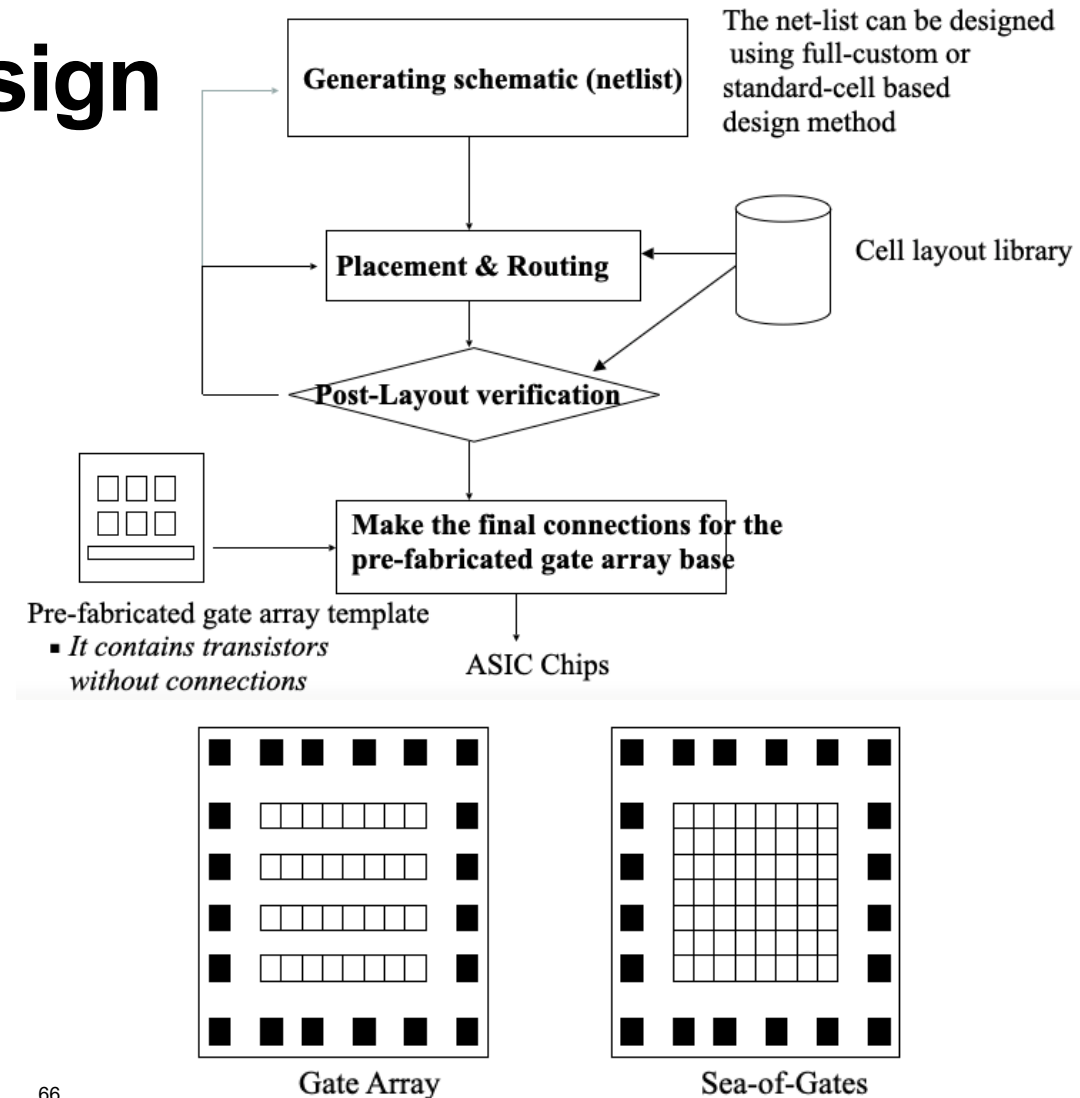 sign
The net-list can be designed
using full-custom or
standard-cell based
design method
Generating schematic (netlist)
Placement & Routing
Cell layout library
Post-Layout verification
Make the final connections for the
pre-fabricated gate array base
Pre-fabricated gate array template
▪ It contains transistors
without connections
ASIC Chips
Gate Array
Sea-of-Gates
66